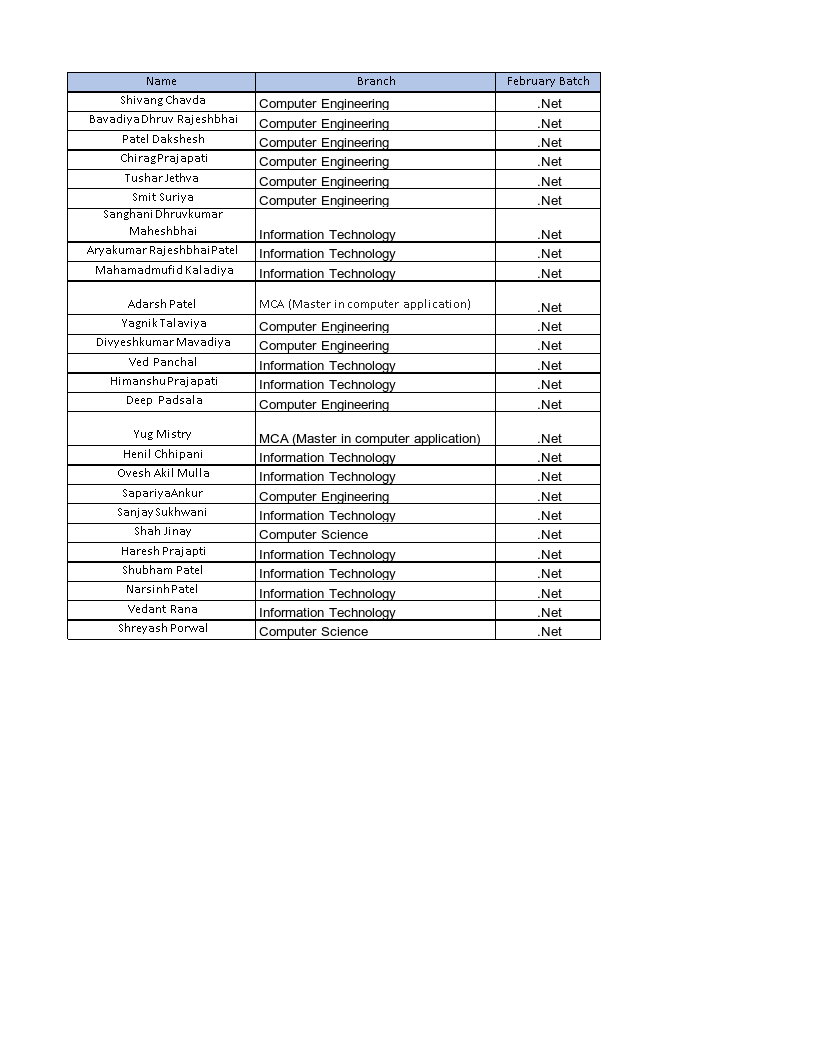 Name Branch February Batch
Shivang Chavda Computer Engineering .Net
Bavadiya Dhruv Rajeshbhai Computer Engineering .Net
Patel Dakshesh Computer Engineering .Net
Chirag Prajapati Computer Engineering .Net
Tushar Jethva Computer Engineering .Net
Smit Suriya Computer Engineering .Net
Sanghani Dhruvkumar
Maheshbhai Information Technology .Net
Aryakumar Rajeshbhai Patel Information Technology .Net
Mahamadmufid Kaladiya Information Technology .Net
Adarsh Patel MCA (Master in computer application) .Net
Yagnik Talaviya Computer Engineering .Net
Divyeshkumar Mavadiya Computer Engineering .Net
Ved Panchal Information Technology .Net
Himanshu Prajapati Information Technology .Net
Deep Padsala Computer Engineering .Net
Yug Mistry MCA (Master in computer application) .Net
Henil Chhipani Information Technology .Net
Ovesh Akil Mulla Information Technology .Net
Sapariya Ankur Computer Engineering .Net
Sanjay Sukhwani Information Technology .Net
Shah Jinay Computer Science .Net
Haresh Prajapti Information Technology .Net
Shubham Patel Information Technology .Net
Narsinh Patel Information Technology .Net
Vedant Rana Information Technology .Net
Shreyash Porwal Computer Science .Net